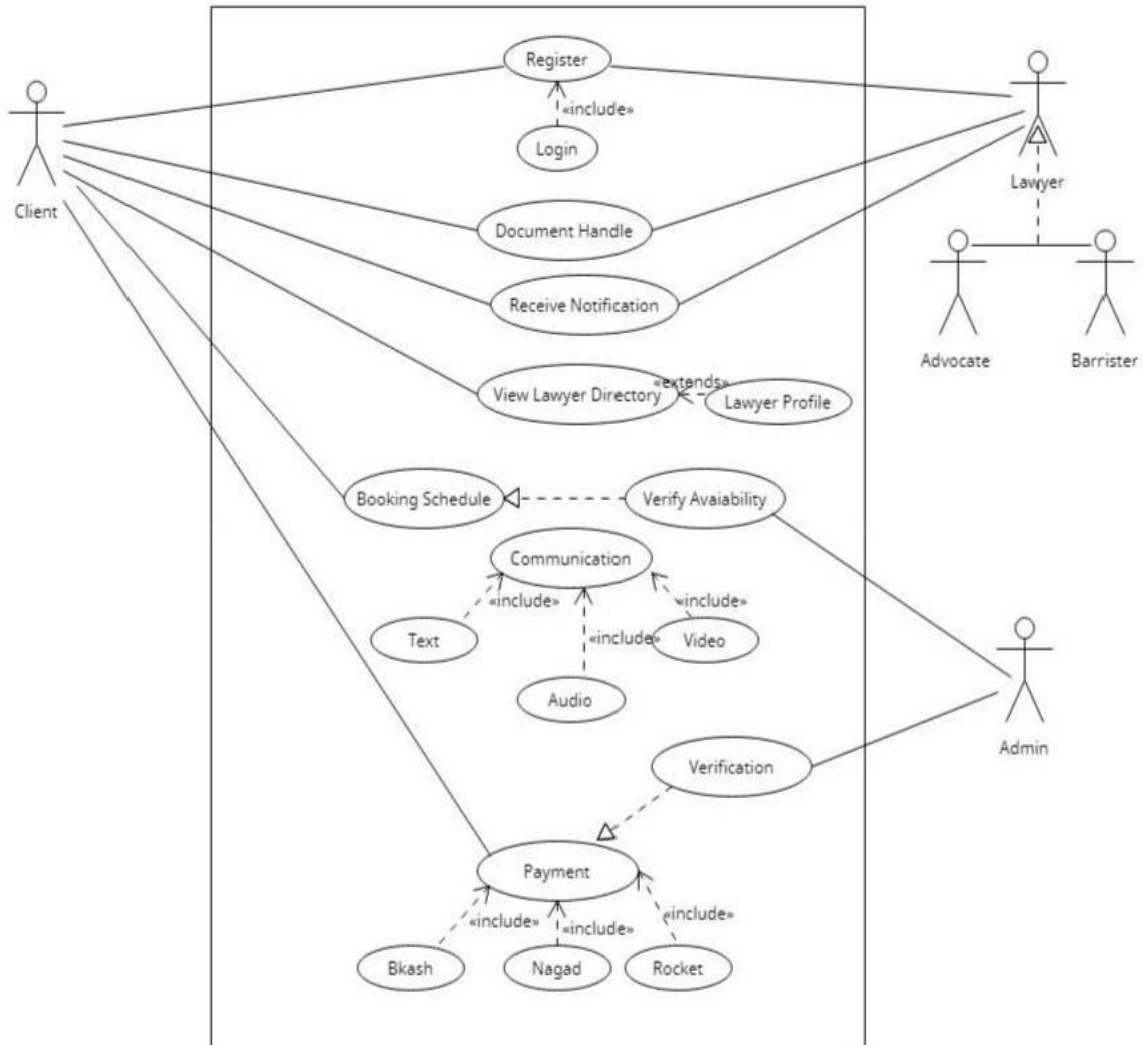 Register
«include»
Login
Client
Lawyer
Document Handle
Receive Notification
Advocate
Barrister
«extends»
View Lawyer Directory
Lawyer Profile
Booking Schedule
Verify Avaiability
Communication
«include»
«include»
Text
«include»
Video
Audio
Admin
Verification
Payment
«include»
«include»
«include»
Bkash
Nagad
Rocket